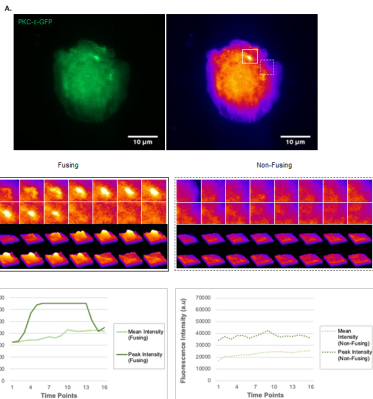 A.
PKC-ε-GFP
10 µm
10 µm
Fusing
Non-Fusing
Mean Intensity
(Fusing)
Peak Intensity
(Fusing)
1 4 7 10 13 16
Time Points
Fluorescence Intensity (a.u)
70000
60000
50000
40000
30000
20000
10000
0
Mean
Intensity
(Non-Fusing)
Peak Intensity
(Non-Fusing)
1 4 7 10 13 16
Time Points